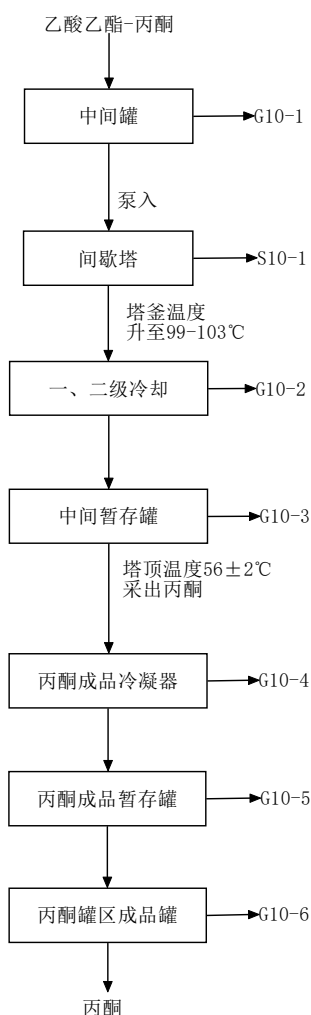 乙酸乙酯-丙酮
中间罐
G10-1
泵入
间歇塔
S10-1
塔釜温度
升至99-103℃
一、二级冷却
G10-2
中间暂存罐
G10-3
塔顶温度56±2℃
采出丙酮
丙酮成品冷凝器
G10-4
丙酮成品暂存罐
G10-5
丙酮罐区成品罐
G10-6
丙酮